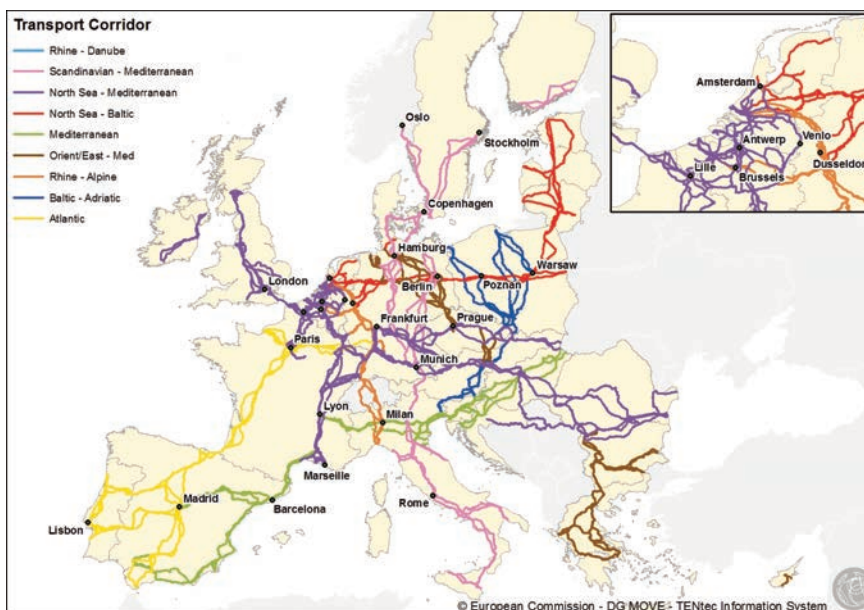 Transport Corridor
Rhine - Danube
Scandinavian - Mediterranean
North Sea - Mediterranean
North Sea - Baltic
Mediterranean
Orient/East - Med
Rhine - Alpine
Baltic - Adriatic
Atlantic
Oslo
Stockholm
Copenhagen
Hamburg
Berlin
Poznan
Warsaw
London
Frankfurt
Prague
Paris
Munich
Lyon
Milan
Marseille
Madrid
Barcelona
Lisbon
Rome
Amsterdam
Antwerp
Venlo
Dusseldorf
Lille
Brussels
© European Commission - DG MOVE - TENtec Information System